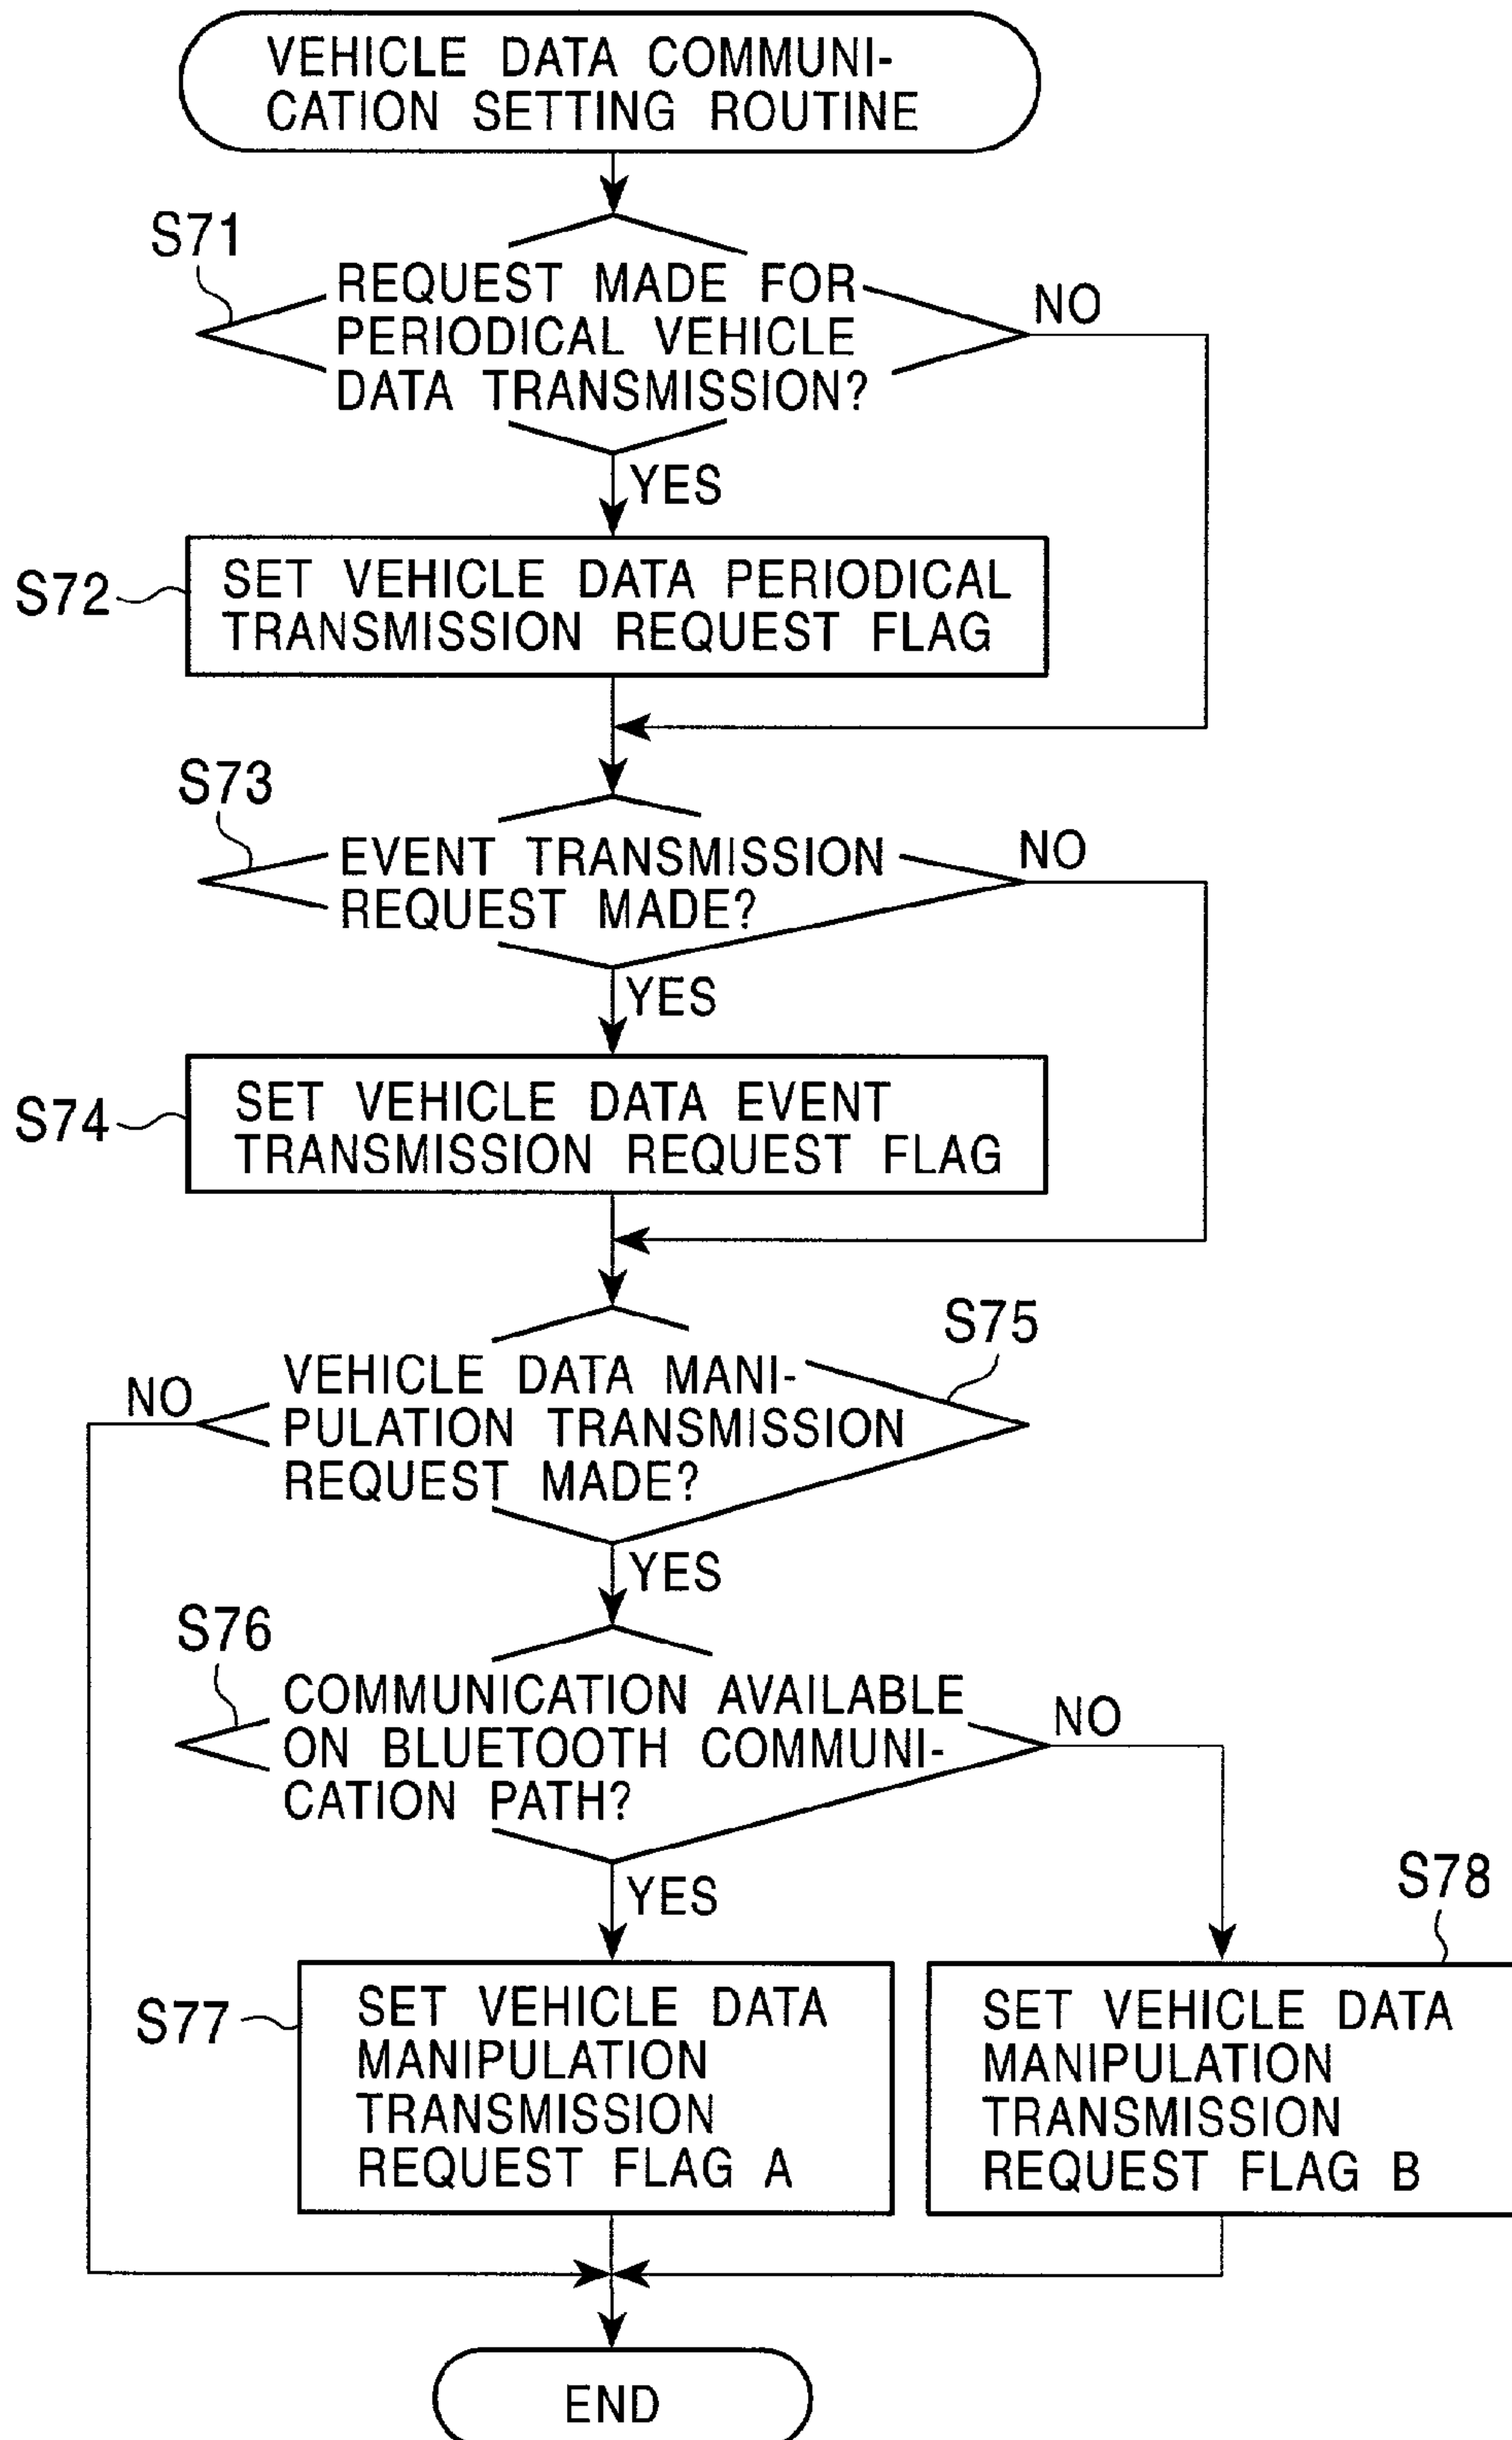 VEHICLE DATA COMMUNI-
CATION SETTING ROUTINE
S71
REQUEST MADE FOR
PERIODICAL VEHICLE
DATA TRANSMISSION?
NO
YES
S72
SET VEHICLE DATA PERIODICAL
TRANSMISSION REQUEST FLAG
S73
EVENT TRANSMISSION
REQUEST MADE?
NO
YES
S74
SET VEHICLE DATA EVENT
TRANSMISSION REQUEST FLAG
S75
NO
VEHICLE DATA MANI-
PULATION TRANSMISSION
REQUEST MADE?
YES
S76
COMMUNICATION AVAILABLE
ON BLUETOOTH COMMUNI-
CATION PATH?
NO
YES
S77
SET VEHICLE DATA
MANIPULATION
TRANSMISSION
REQUEST FLAG A
S78
SET VEHICLE DATA
MANIPULATION
TRANSMISSION
REQUEST FLAG B
END